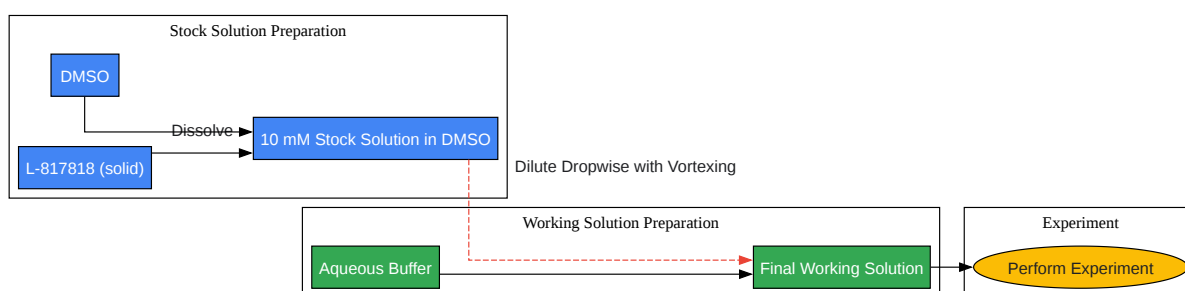 Stock Solution Preparation
DMSO
Dissolve
10 mM Stock Solution in DMSO
L-817818 (solid)
Dilute Dropwise with Vortexing
Working Solution Preparation
Experiment
Aqueous Buffer
Final Working Solution
Perform Experiment